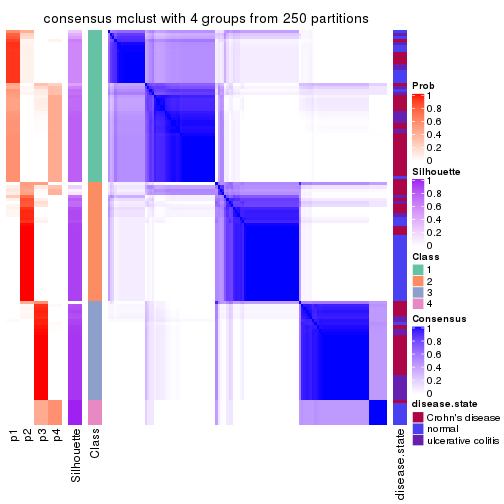 consensus mclust with 4 groups from 250 partitions
Prob
1
0.8
0.6
0.4
0.2
0
Silhouette
1
0.8
0.6
0.4
0.2
0
Class
1
2
3
4
Consensus
1
0.8
0.6
0.4
0.2
0
disease.state
Crohn's disease
normal
ulcerative colitis
p1
p2
p3
p4
Silhouette
Class
disease.state